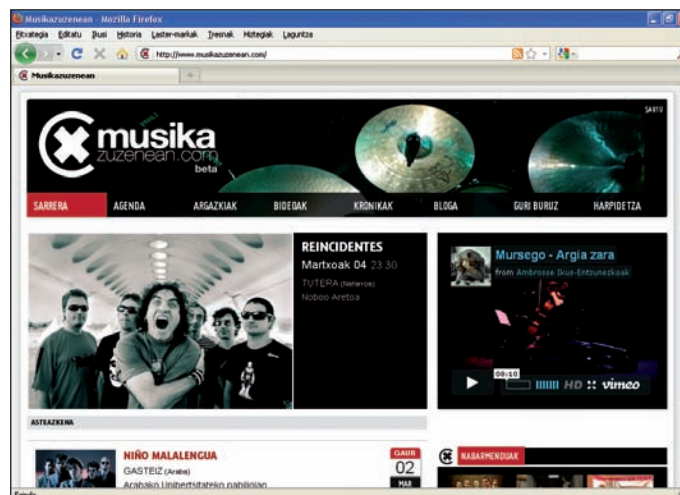 Musikazuzenean - Mozilla Firefox
Fitxategia Editatu Ikusi Historia Laster-markak Tresnak Hiztegiak Laguntza
http://www.musikazuzenean.com/
Musikazuzenean
SARTU
musika
zuzenean.com
beta
SARRERA AGENDA ARGAZKIAK BIDEOAK KRONIKAK BLOGA GURI BURUZ HARPIDETZA
REINCIDENTES
Martxoak 04 23:30
TUTERA (Nafarroa)
Noboo Aretoa
Mursego - Argia zara
from Ambrosse Ikus-Entzunezkoak
08:10
HD vimeo
ASTEAZKENA
NIÑO MALALENGUA
GASTEIZ (Araba)
Arabako Unibertsitateko pabilioian
GAUR
02
MAR
NABARMENDUAK